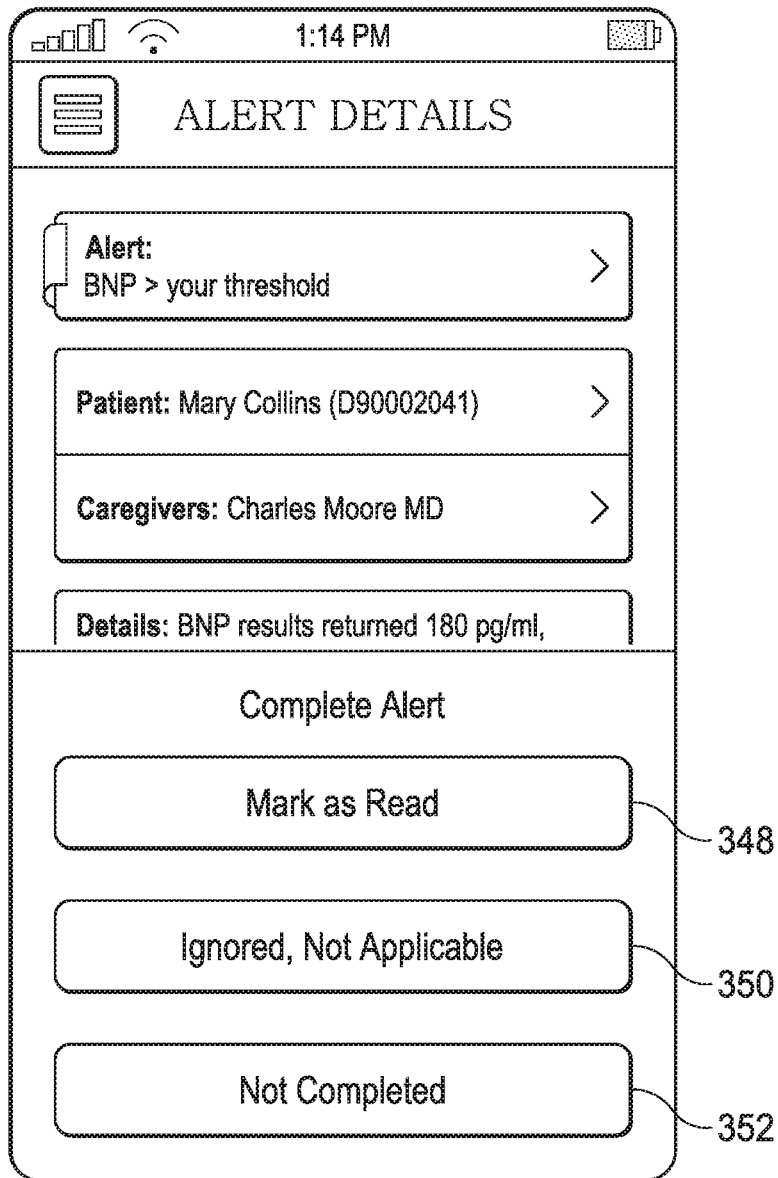 1:14 PM
ALERT DETAILS
Alert:
BNP > your threshold
Patient: Mary Collins (D90002041)
Caregivers: Charles Moore MD
Details: BNP results returned 180 pg/ml,
Complete Alert
Mark as Read
348
Ignored, Not Applicable
350
Not Completed
352